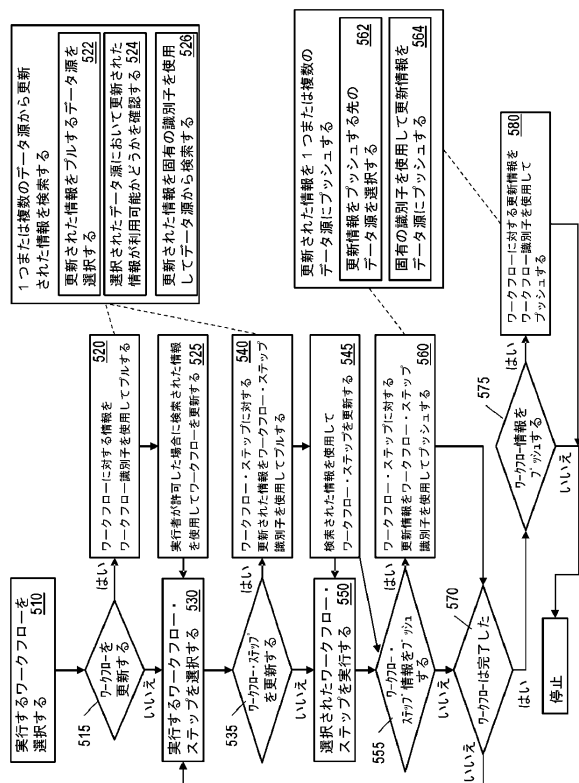 実行するワークフローを
選択する 510
515
ワークフローを
更新する
はい
いいえ
ワークフローに対する情報を 520
ワークフロー識別子を使用してプルする
実行者が許可した場合に検索された情報
を使用してワークフローを更新する 525
実行するワークフロー・
ステップを選択する 530
535
ワークフロー・ステップ
を更新する
はい
いいえ
ワークフロー・ステップに対する 540
更新された情報をワークフロー・ステップ
識別子を使用してプルする
検索された情報を使用して 545
ワークフロー・ステップを更新する
選択されたワークフロー・ 550
ステップを実行する
555
ワークフロー・
ステップ情報をプッシュ
する
はい
いいえ
ワークフロー・ステップに対する 560
更新情報をワークフロー・ステップ
識別子を使用してプッシュする
570
ワークフローは完了した
いいえ
はい
575
ワークフロー情報を
プッシュする
はい
いいえ
ワークフローに対する更新情報を 580
ワークフロー識別子を使用して
プッシュする
停止
1つまたは複数のデータ源から更新
された情報を検索する
更新された情報をプルするデータ源を
選択する 522
選択されたデータ源において更新された
情報が利用可能かどうかを確認する 524
更新された情報を固有の識別子を使用
してデータ源から検索する 526
更新された情報を1つまたは複数の
データ源にプッシュする
更新情報をプッシュする先の 562
データ源を選択する
固有の識別子を使用して更新情報を
データ源にプッシュする 564